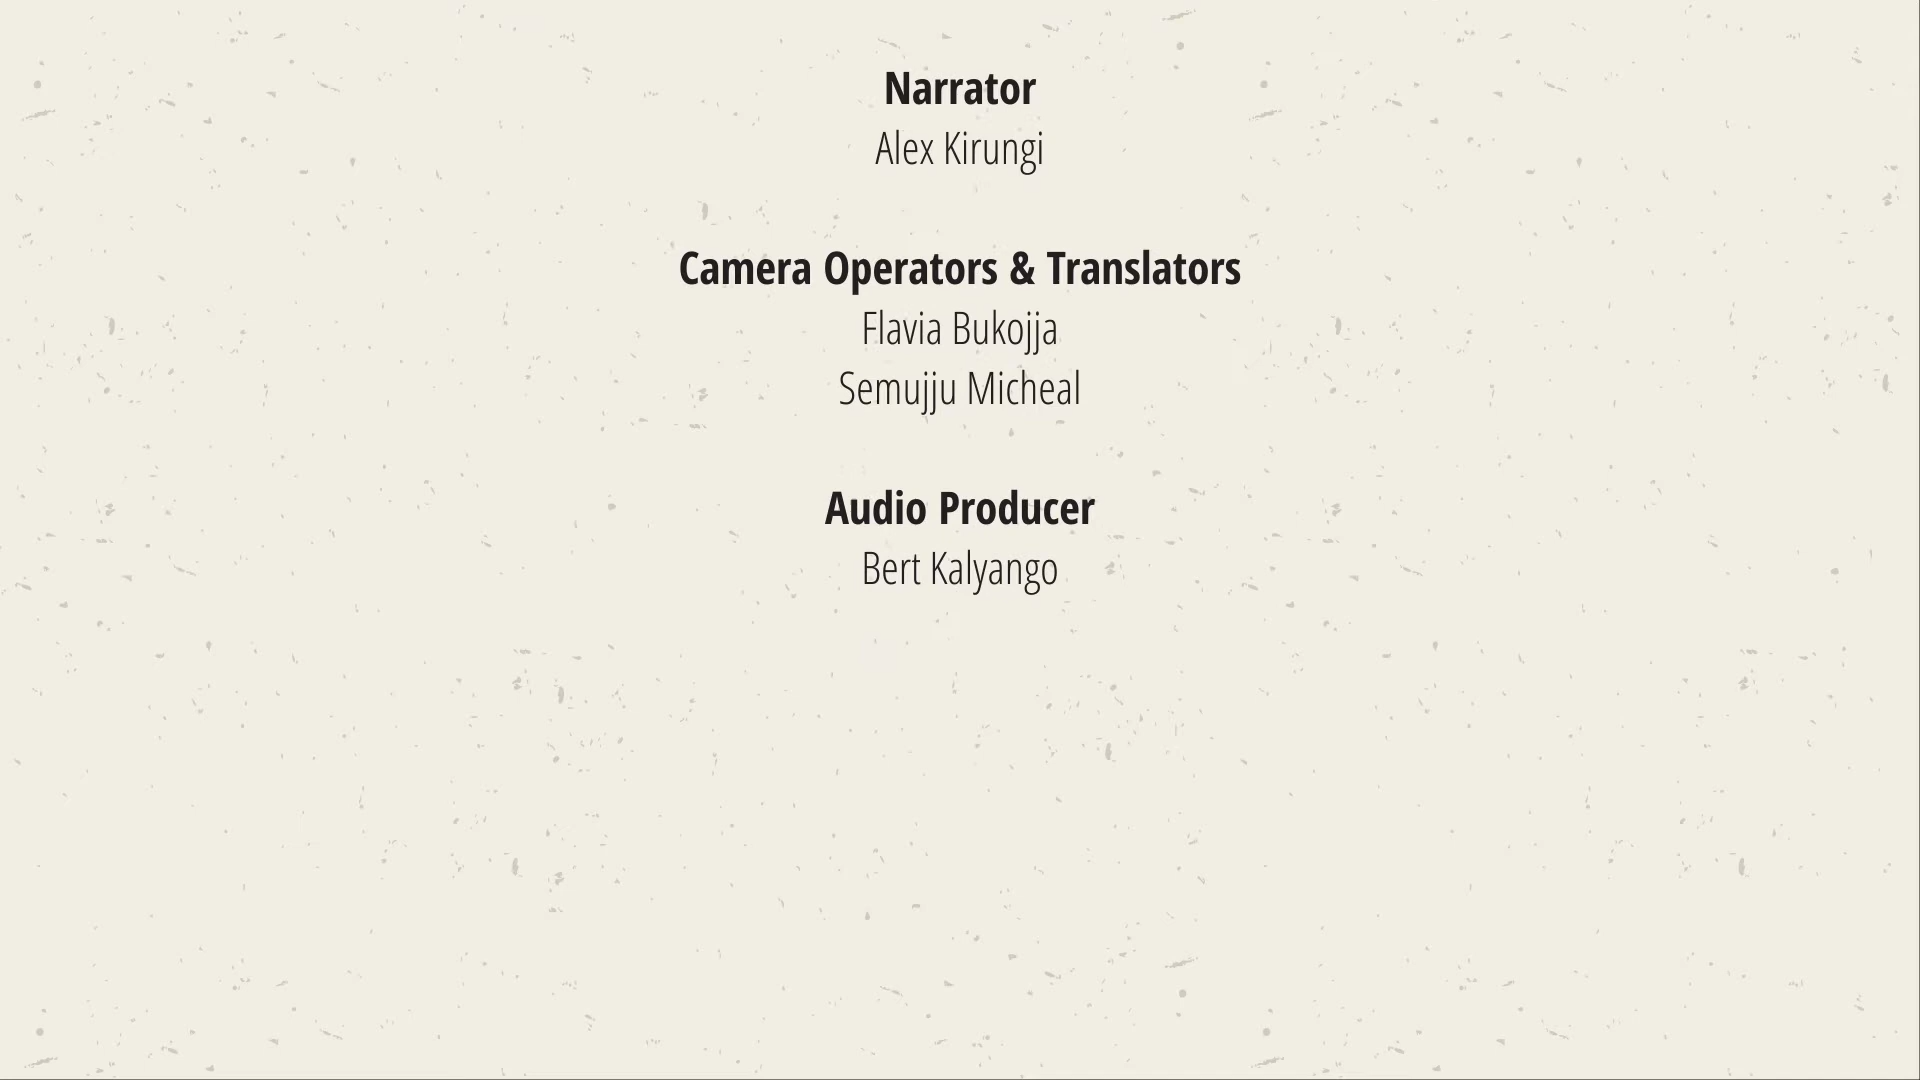 Narrator
Alex Kirungi
Camera Operators & Translators
Flavia Bukojja
Semujju Micheal
Audio Producer
Bert Kalyango